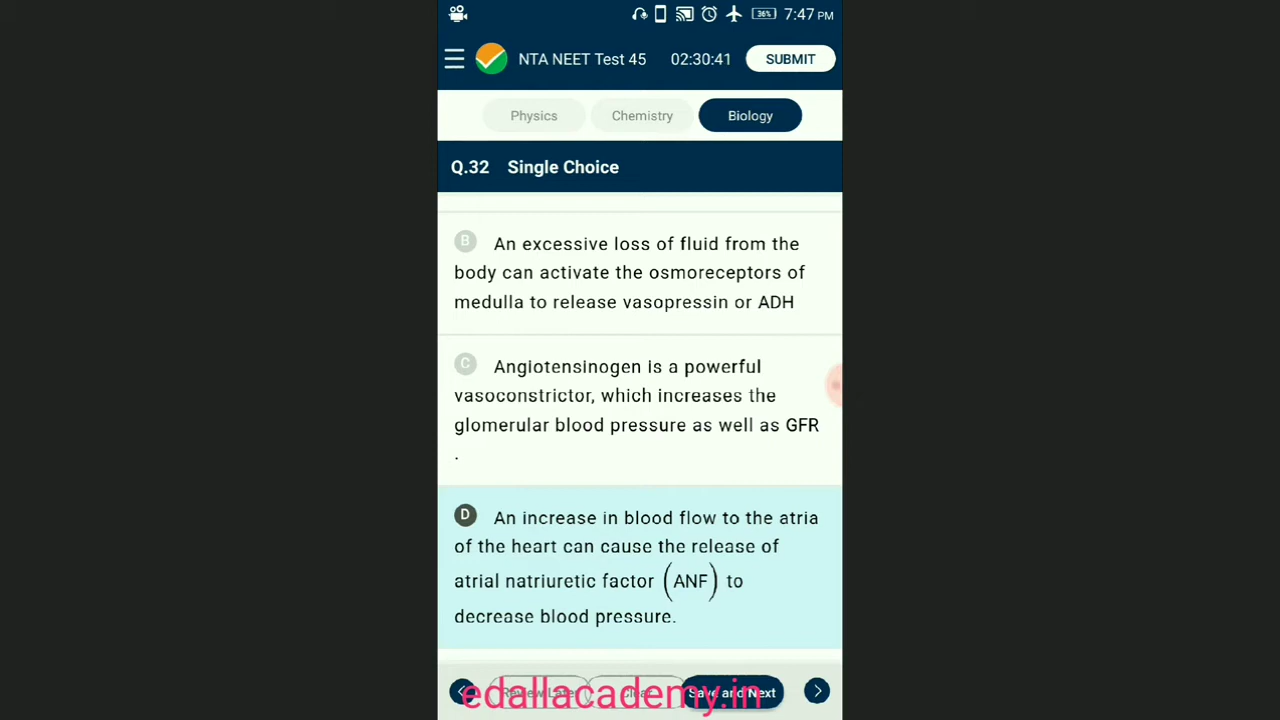 36% 7:47 PM
NTA NEET Test 45 02:30:41 SUBMIT
Physics Chemistry Biology
Q.32 Single Choice
B An excessive loss of fluid from the
body can activate the osmoreceptors of
medulla to release vasopressin or ADH
C Angiotensinogen is a powerful
vasoconstrictor, which increases the
glomerular blood pressure as well as GFR
.
D An increase in blood flow to the atria
of the heart can cause the release of
atrial natriuretic factor (ANF) to
decrease blood pressure.
Review Later Clear Save and Next
edallacademy.in